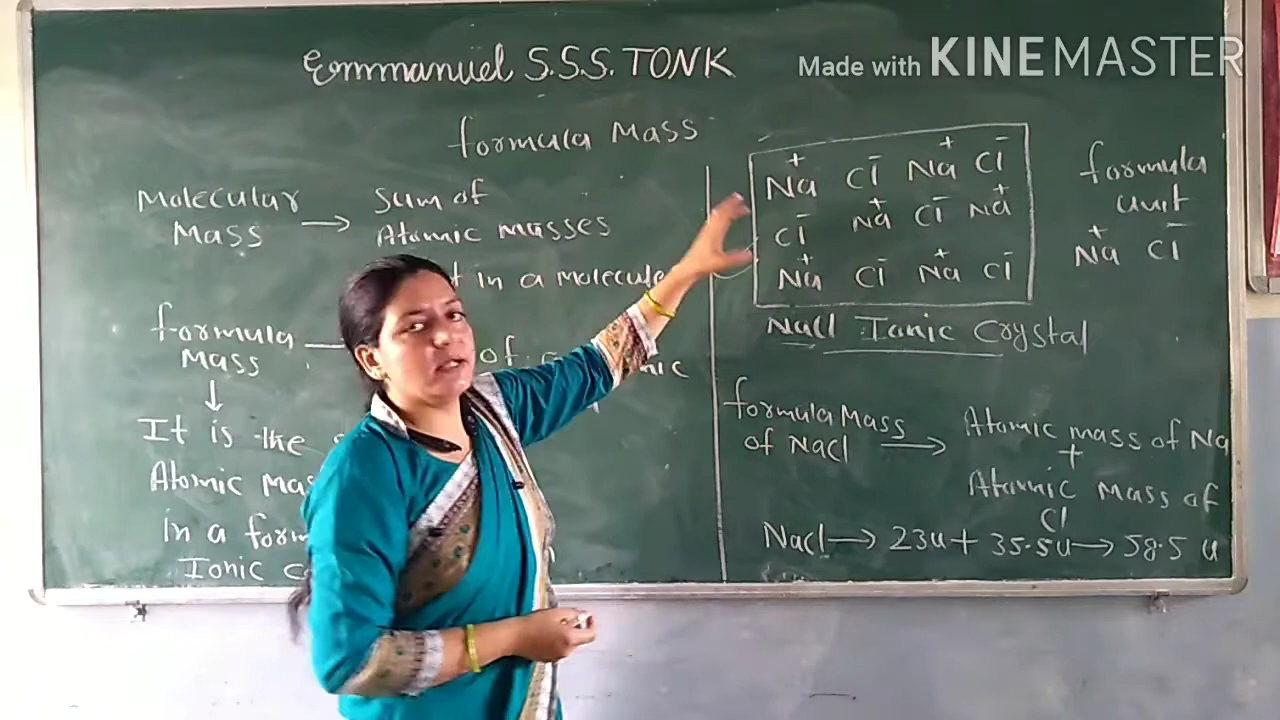 Emmanuel S.S.S. TONK
Made with KINEMASTER
formula Mass
Molecular
Mass → Sum of
Atomic masses
in a molecule
formula
Mass
of
↓
It is the
Atomic
in a
Ionic
Na⁺ Cl⁻ Na⁺ Cl⁻
Cl⁻ Na⁺ Cl⁻ Na⁺
Na⁺ Cl⁻ Na⁺ Cl⁻
NaCl Ionic Crystal
formula
unit
Na⁺ Cl⁻
formula Mass
of NaCl → Atomic mass of Na
+
Atomic Mass of
Cl
NaCl → 23u + 35.5u → 58.5 u